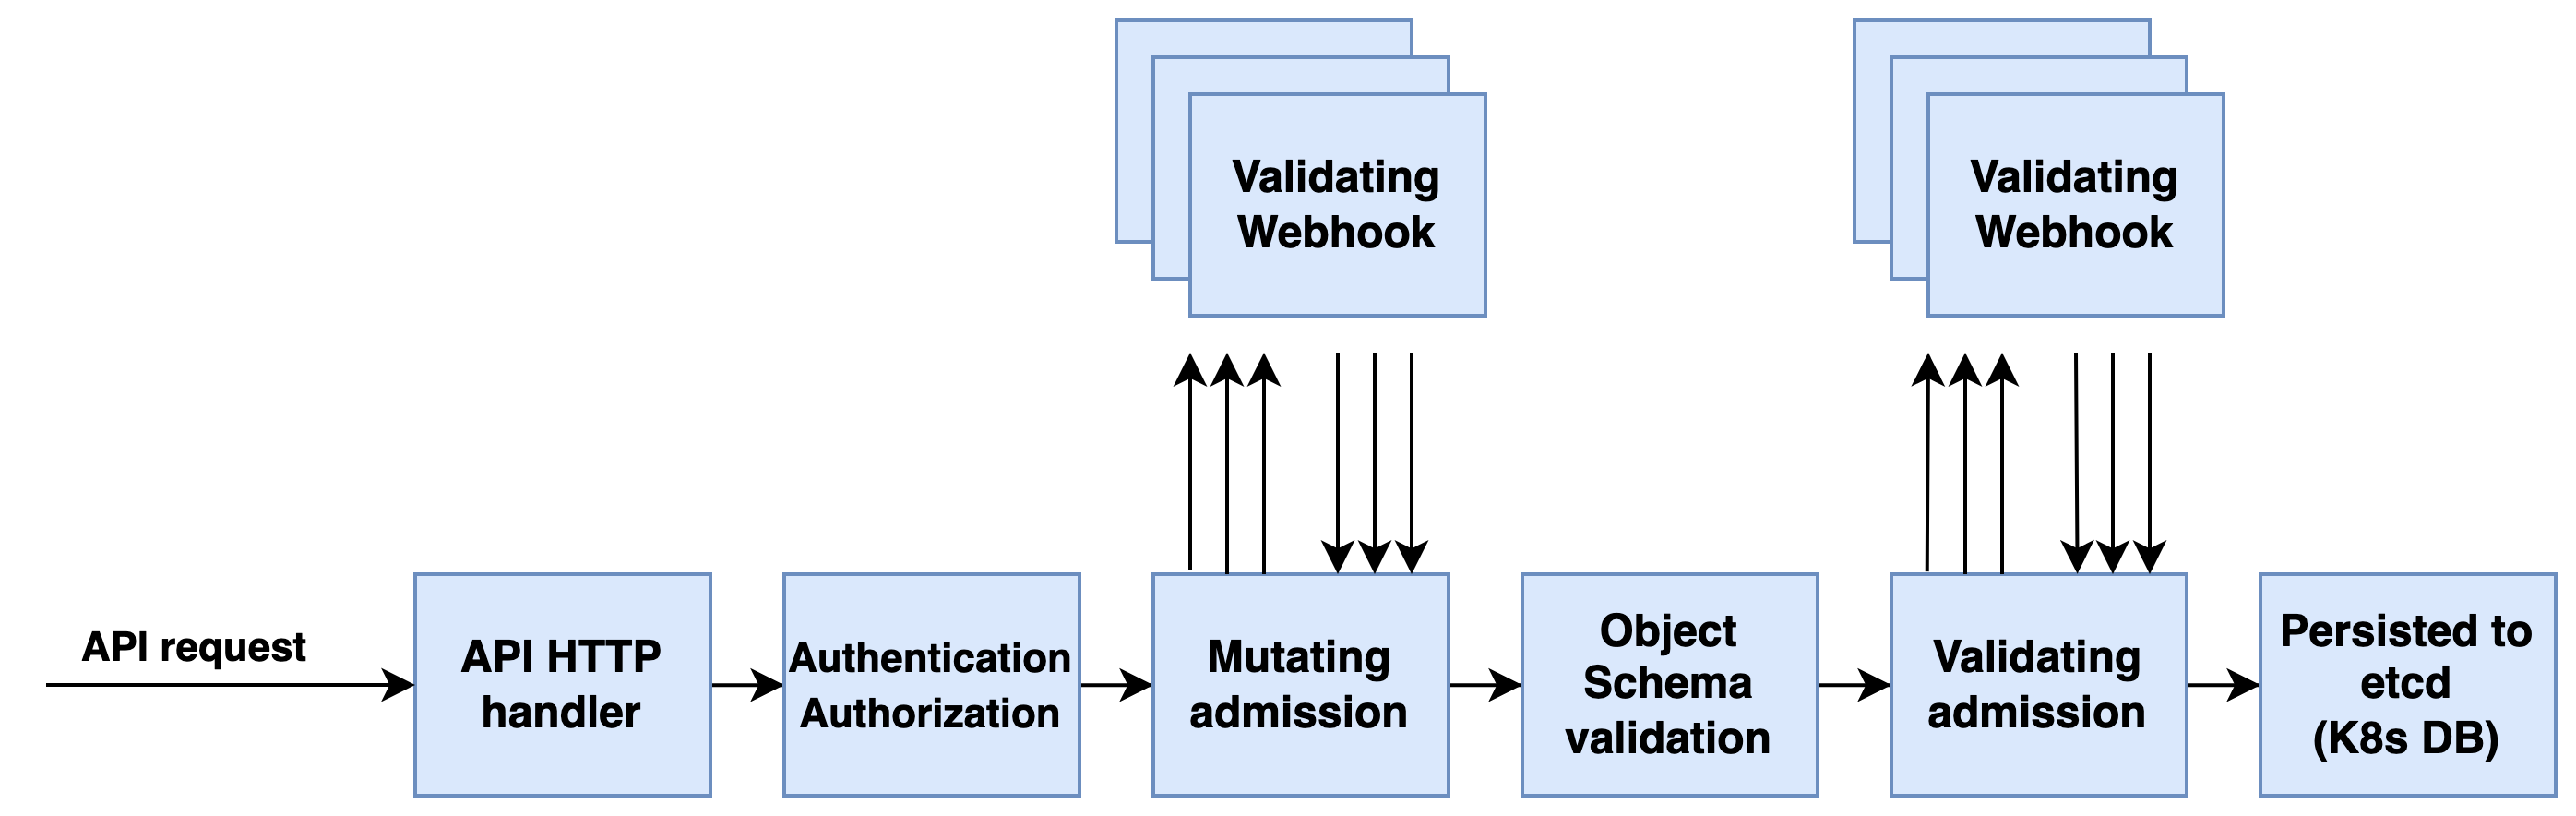 Validating
Webhook
Validating
Webhook
API request
API HTTP
handler
Authentication
Authorization
Mutating
admission
Object
Schema
validation
Validating
admission
Persisted to
etcd
(K8s DB)